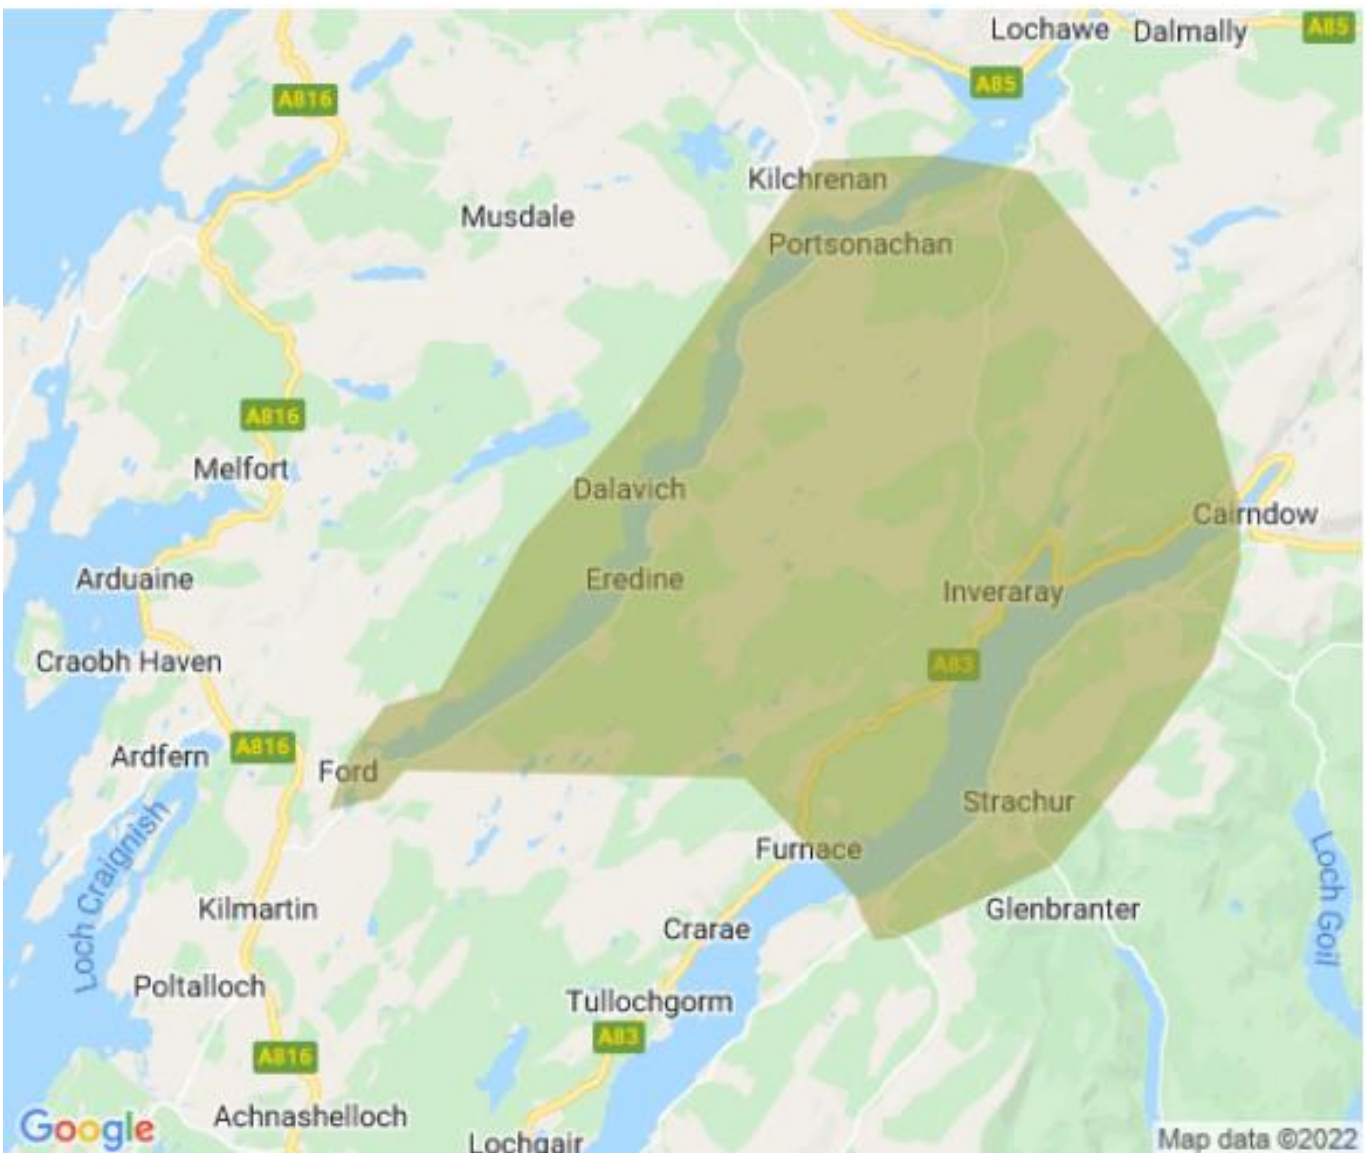 Lochawe
Dalmally
A85
A85
A816
Kilchrenan
Musdale
Portsonachan
A816
Melfort
Dalavich
Cairndow
Arduaine
Eredine
Inveraray
Craobh Haven
A83
Ardfern
A816
Ford
Strachur
Loch Craignish
Furnace
Loch Goil
Kilmartin
Glenbranter
Crarae
Poltalloch
Tullochgorm
A83
A816
Achnashelloch
Google
Lochgair
Map data ©2022